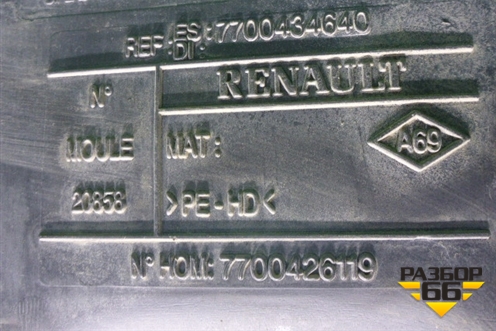 REF. ES: 7700434640
DI:
RENAULT
N°
MOULE
20858
MAT:
>PE-HD<
A69
N° HOM: 7700426119
РАЗБОР
66